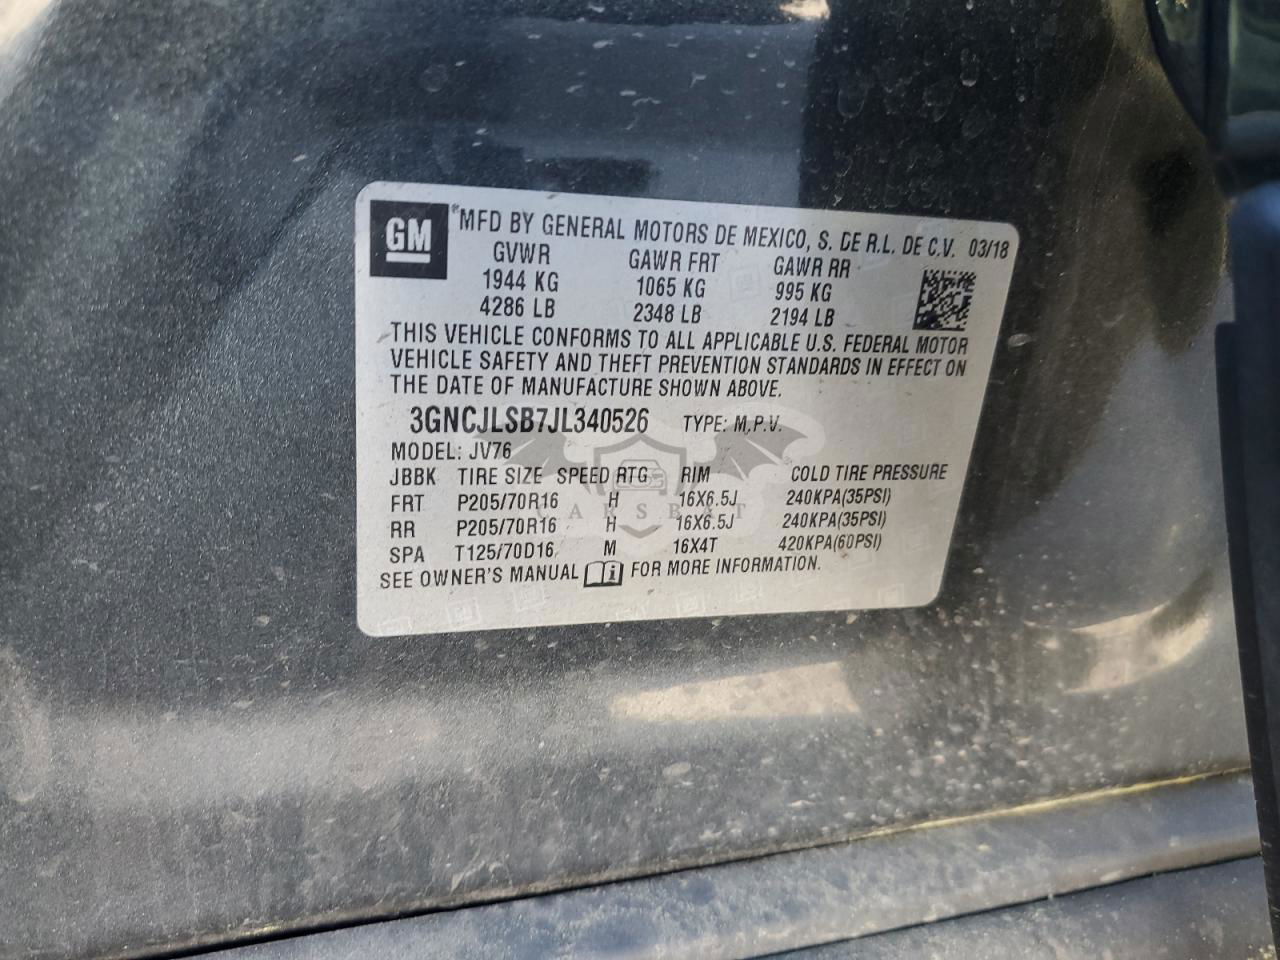 GM *MFD BY GENERAL MOTORS DE MEXICO, S. DE R.L. DE C.V. 03/18
GVWR GAWR FRT GAWR RR
1944 KG 1065 KG 995 KG
4286 LB 2348 LB 2194 LB
THIS VEHICLE CONFORMS TO ALL APPLICABLE U.S. FEDERAL MOTOR
VEHICLE SAFETY AND THEFT PREVENTION STANDARDS IN EFFECT ON
THE DATE OF MANUFACTURE SHOWN ABOVE.
3GNCJLSB7JL340526 TYPE: M.P.V.
MODEL: JV76
JBBK TIRE SIZE SPEED RTG RIM COLD TIRE PRESSURE
FRT P205/70R16 H 16X6.5J 240KPA(35PSI)
CARSBAT
RR P205/70R16 H 16X6.5J 240KPA(35PSI)
SPA T125/70D16 M 16X4T 420KPA(60PSI)
SEE OWNER'S MANUAL i FOR MORE INFORMATION.